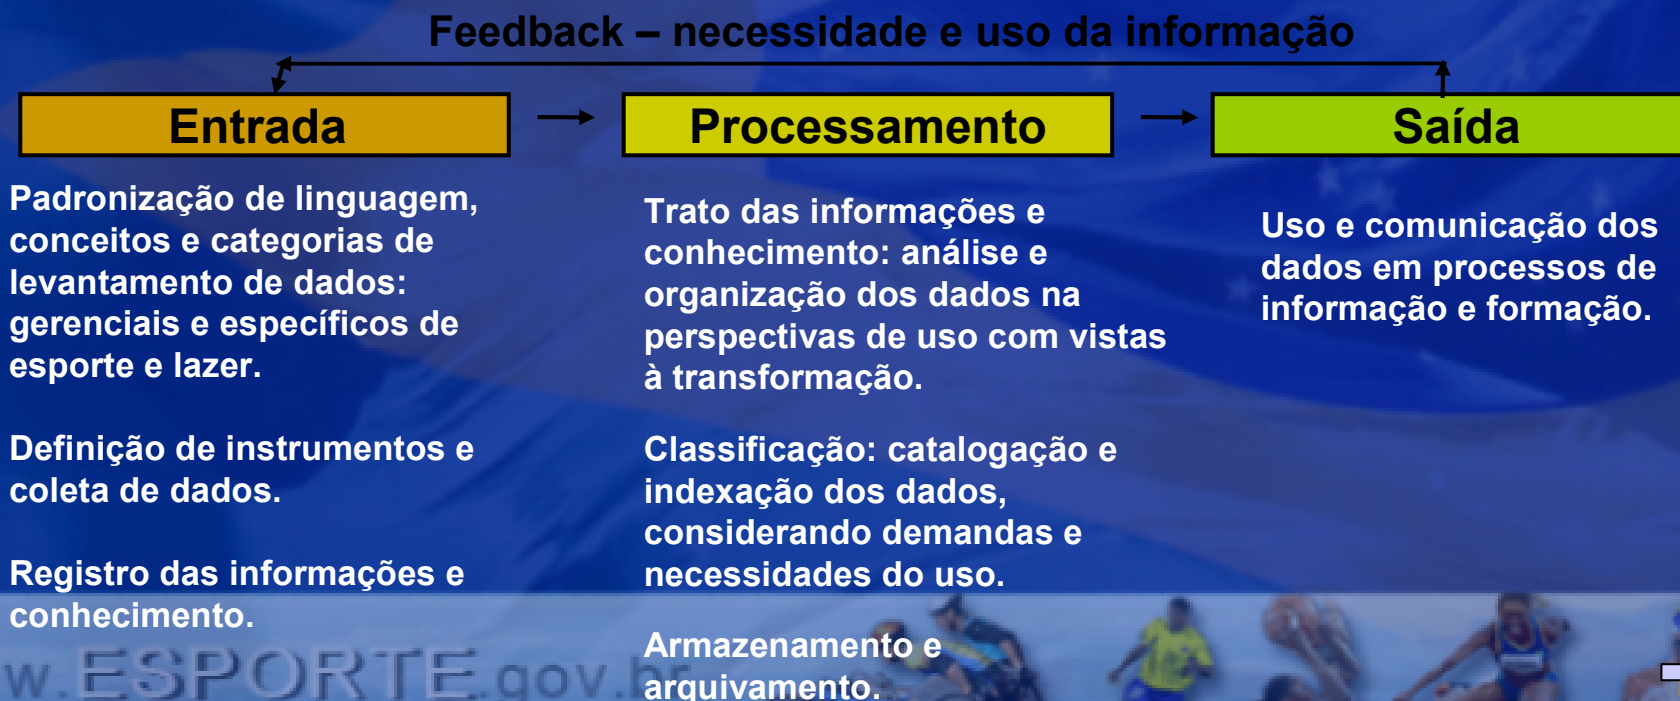 Feedback – necessidade e uso da informação
Entrada
Processamento
Saída
Padronização de linguagem,
conceitos e categorias de
levantamento de dados:
gerenciais e específicos de
esporte e lazer.
Definição de instrumentos e
coleta de dados.
Registro das informações e
conhecimento.
Trato das informações e
conhecimento: análise e
organização dos dados na
perspectivas de uso com vistas
à transformação.
Classificação: catalogação e
indexação dos dados,
considerando demandas e
necessidades do uso.
Armazenamento e
arquivamento.
Uso e comunicação dos
dados em processos de
informação e formação.
w.ESPORTE.gov.br